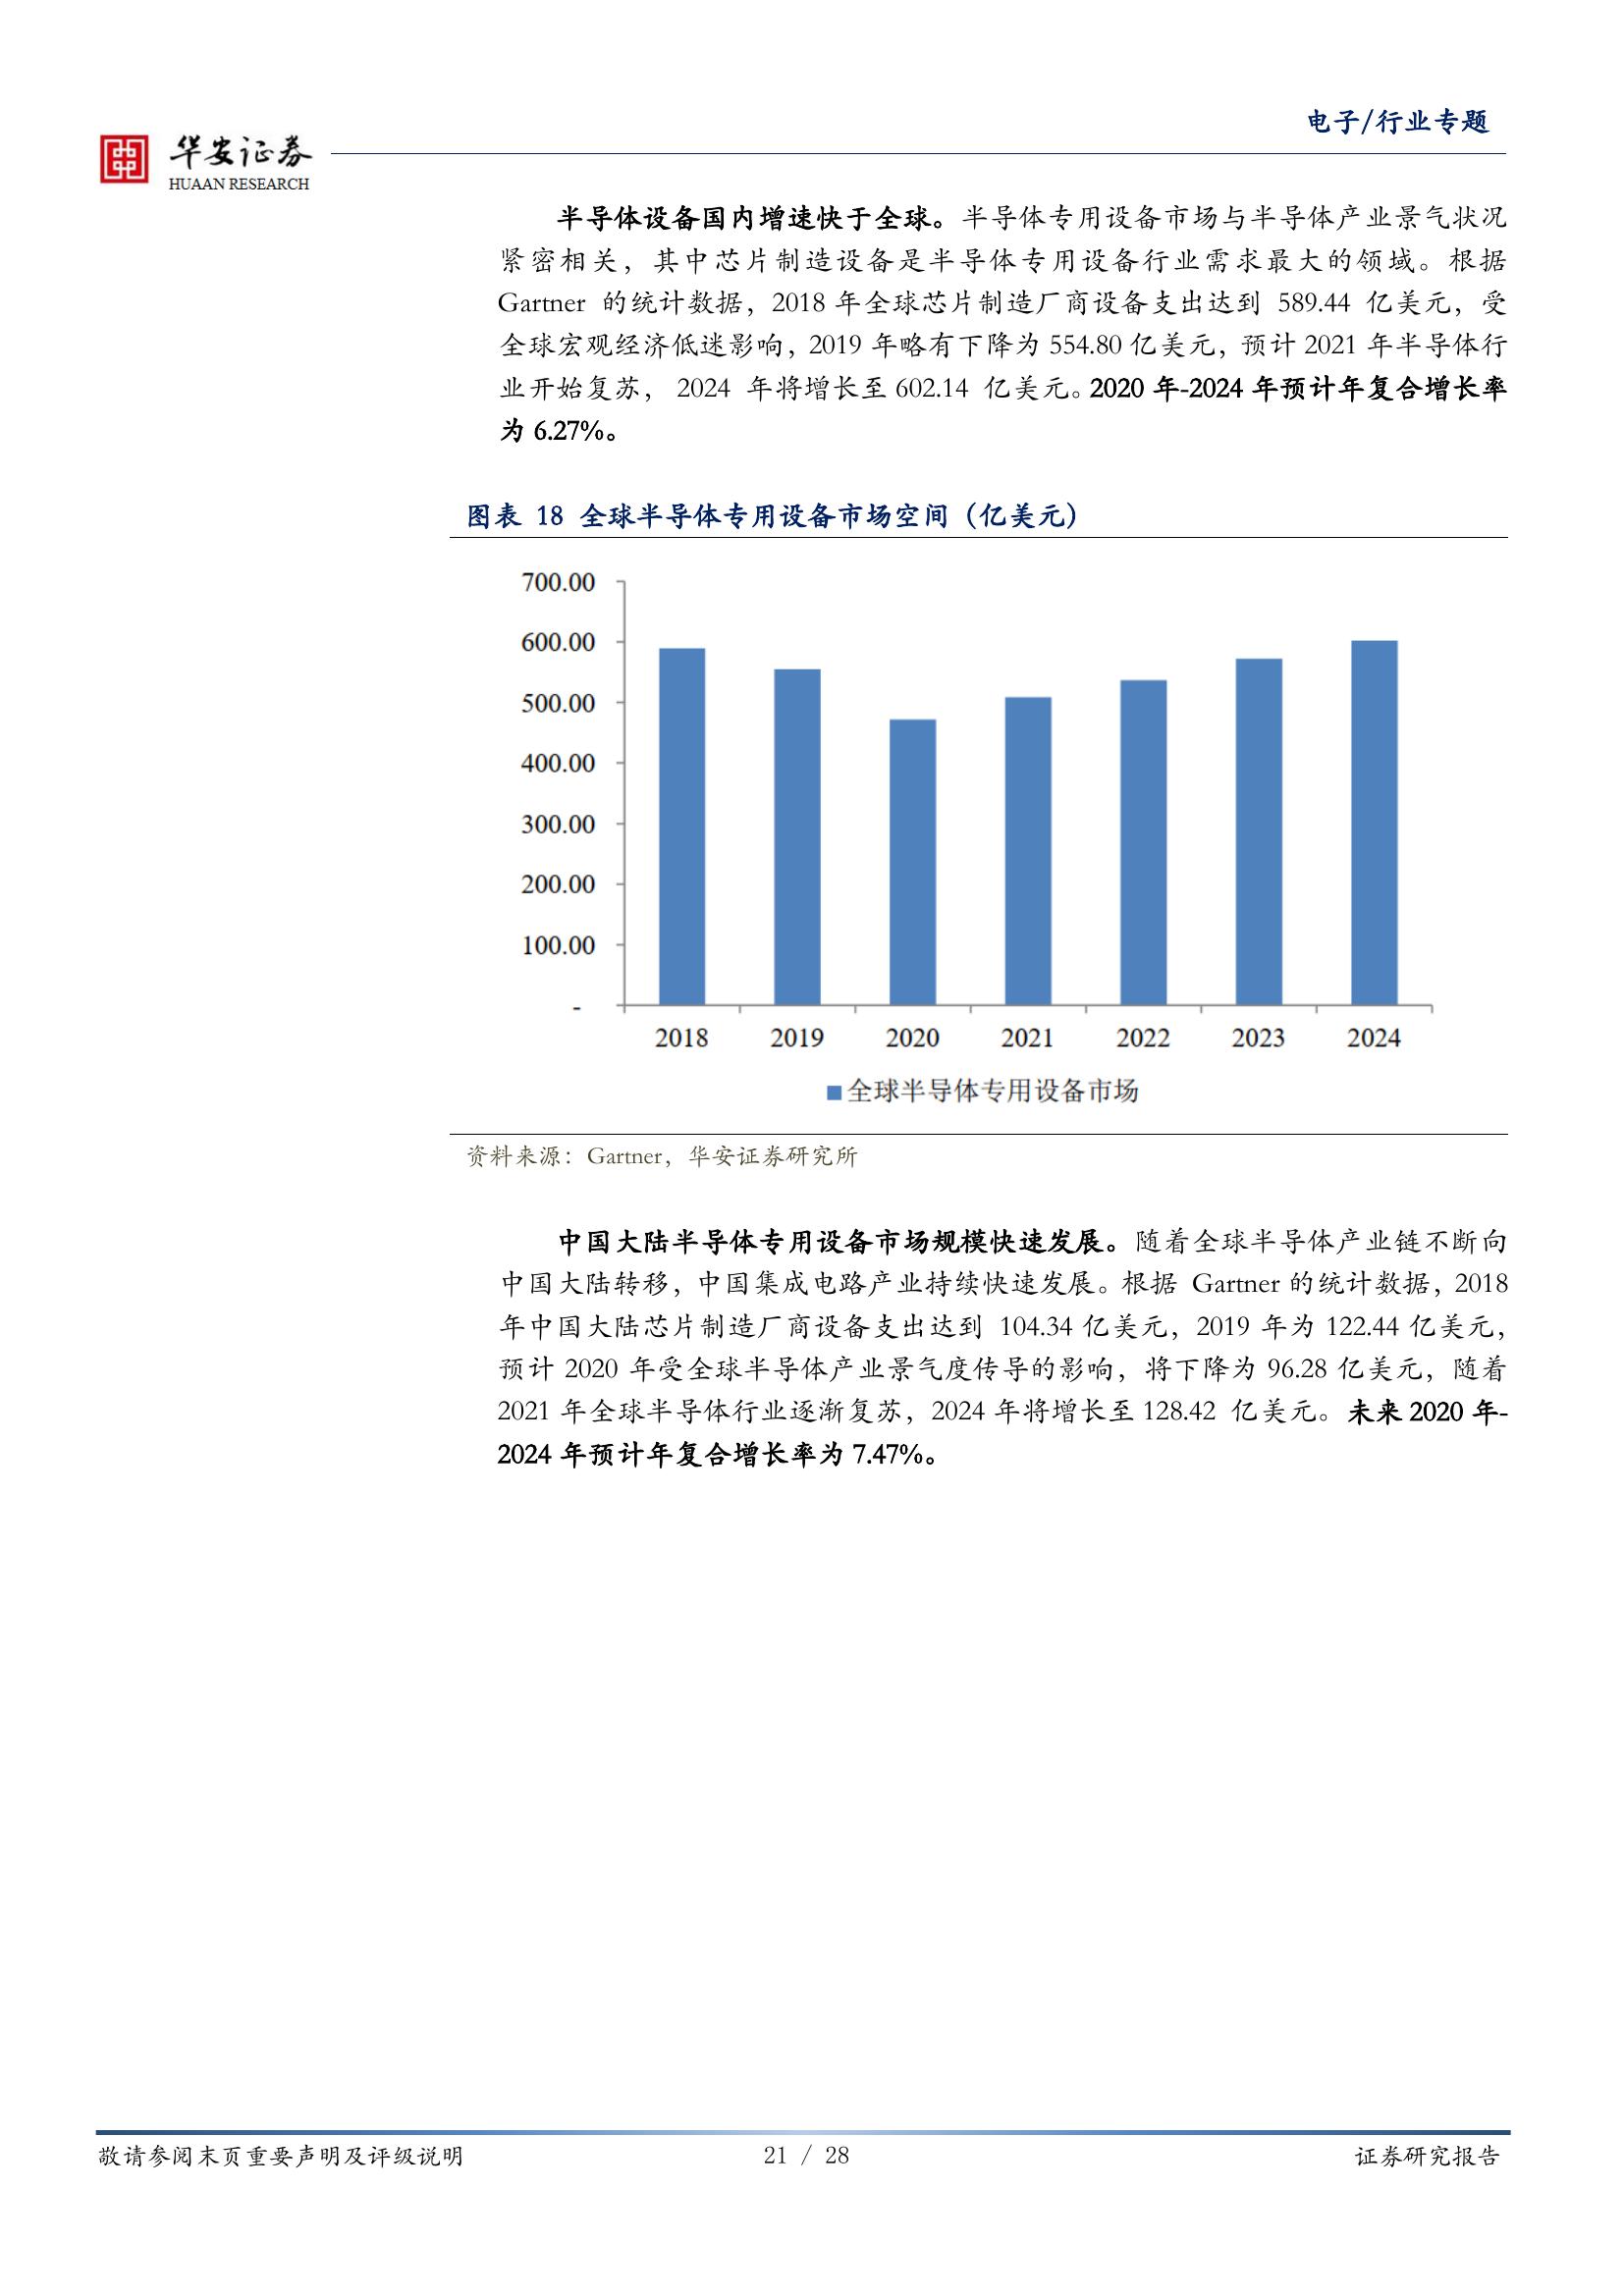 电子/行业专题
华安证券
HUAAN RESEARCH
半导体设备国内增速快于全球。半导体专用设备市场与半导体产业景气状况
紧密相关，其中芯片制造设备是半导体专用设备行业需求最大的领域。根据
Gartner 的统计数据，2018 年全球芯片制造厂商设备支出达到 589.44 亿美元，受
全球宏观经济低迷影响，2019 年略有下降为 554.80 亿美元，预计 2021 年半导体行
业开始复苏， 2024 年将增长至 602.14 亿美元。2020 年-2024 年预计年复合增长率
为 6.27%。
图表 18 全球半导体专用设备市场空间（亿美元）
700.00
600.00
500.00
400.00
300.00
200.00
100.00
-
2018 2019 2020 2021 2022 2023 2024
全球半导体专用设备市场
资料来源：Gartner，华安证券研究所
中国大陆半导体专用设备市场规模快速发展。随着全球半导体产业链不断向
中国大陆转移，中国集成电路产业持续快速发展。根据 Gartner 的统计数据，2018
年中国大陆芯片制造厂商设备支出达到 104.34 亿美元，2019 年为 122.44 亿美元，
预计 2020 年受全球半导体产业景气度传导的影响，将下降为 96.28 亿美元，随着
2021 年全球半导体行业逐渐复苏，2024 年将增长至 128.42 亿美元。未来 2020 年-
2024 年预计年复合增长率为 7.47%。
敬请参阅末页重要声明及评级说明 21 / 28 证券研究报告